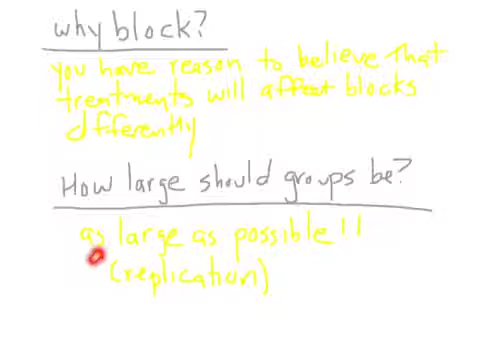 why block?
you have reason to believe that
treatments will affect blocks
differently
How large should groups be?
as large as possible!!
(replication)